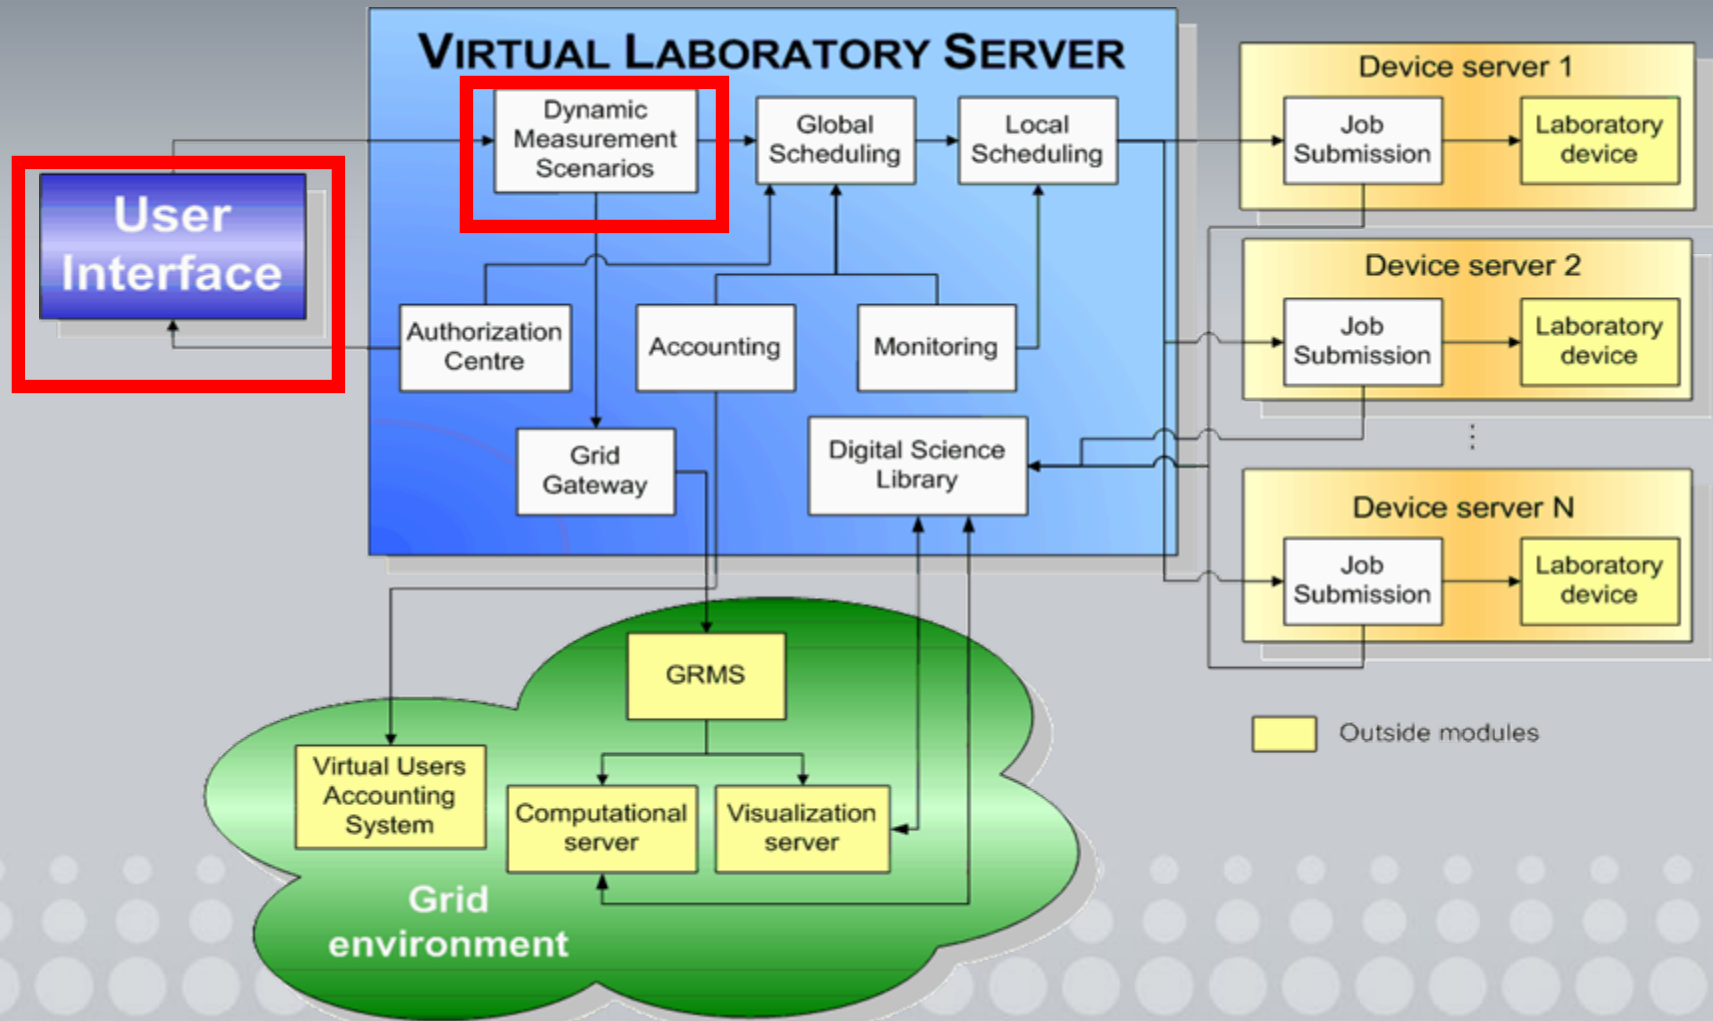 VIRTUAL LABORATORY SERVER
Dynamic
Measurement
Scenarios
Global
Scheduling
Local
Scheduling
User
Interface
Authorization
Centre
Accounting
Monitoring
Grid
Gateway
Digital Science
Library
Device server 1
Job
Submission
Laboratory
device
Device server 2
Job
Submission
Laboratory
device
⋮
Device server N
Job
Submission
Laboratory
device
Outside modules
GRMS
Virtual Users
Accounting
System
Computational
server
Visualization
server
Grid
environment